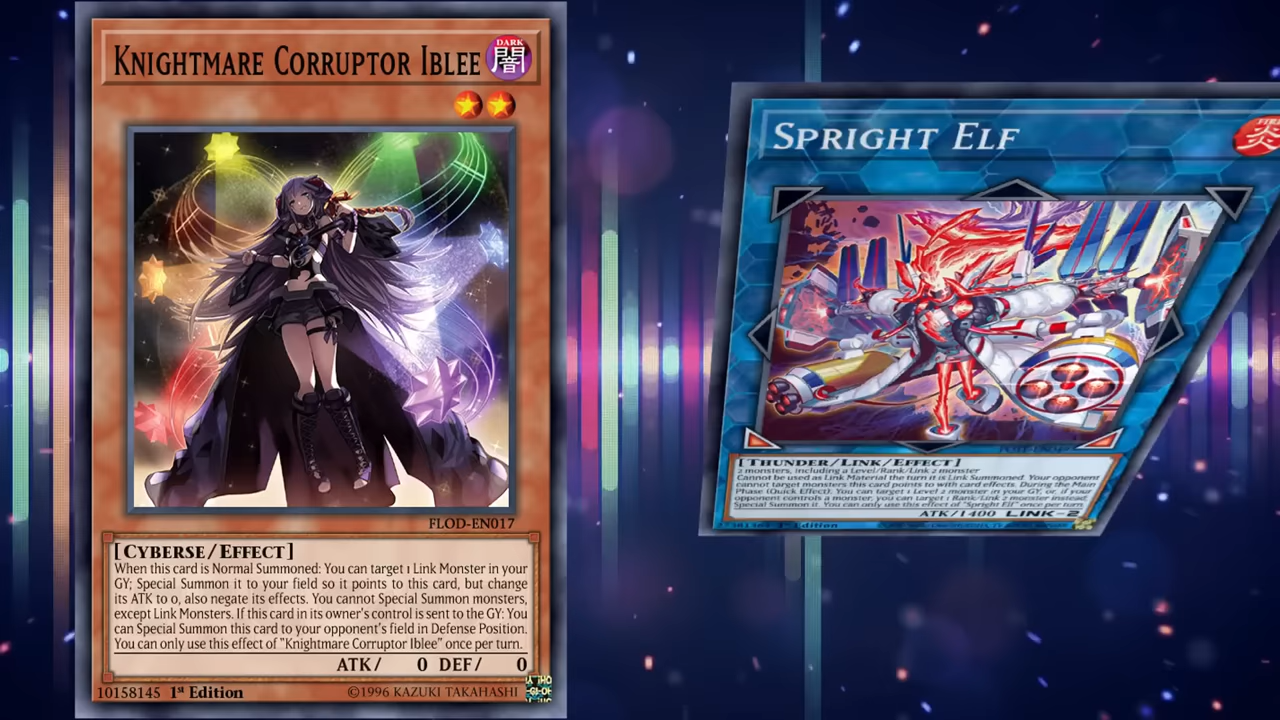 KNIGHTMARE CORRUPTOR IBLEE
DARK
闇
FLOD-EN017
[CYBERSE/EFFECT]
When this card is Normal Summoned: You can target 1 Link Monster in your
GY; Special Summon it to your field so it points to this card, but change
its ATK to 0, also negate its effects. You cannot Special Summon monsters,
except Link Monsters. If this card in its owner's control is sent to the GY: You
can Special Summon this card to your opponent's field in Defense Position.
You can only use this effect of "Knightmare Corruptor Iblee" once per turn.
ATK/ 0 DEF/ 0
10158145 1st Edition ©1996 KAZUKI TAKAHASHI
SPRIGHT ELF
FIRE
炎
[THUNDER/LINK/EFFECT]
2 monsters, including a Level/Rank/Link 2 monster
Cannot be used as Link Material the turn it is Link Summoned. Your opponent
cannot target monsters this card points to with card effects. During the Main
Phase (Quick Effect): You can target 1 Level 2 monster in your GY, or, if your
opponent controls a monster, you can target 1 Rank/Link 2 monster instead;
Special Summon it. You can only use this effect of "Spright Elf" once per turn.
ATK/1400 LINK-2
1st Edition